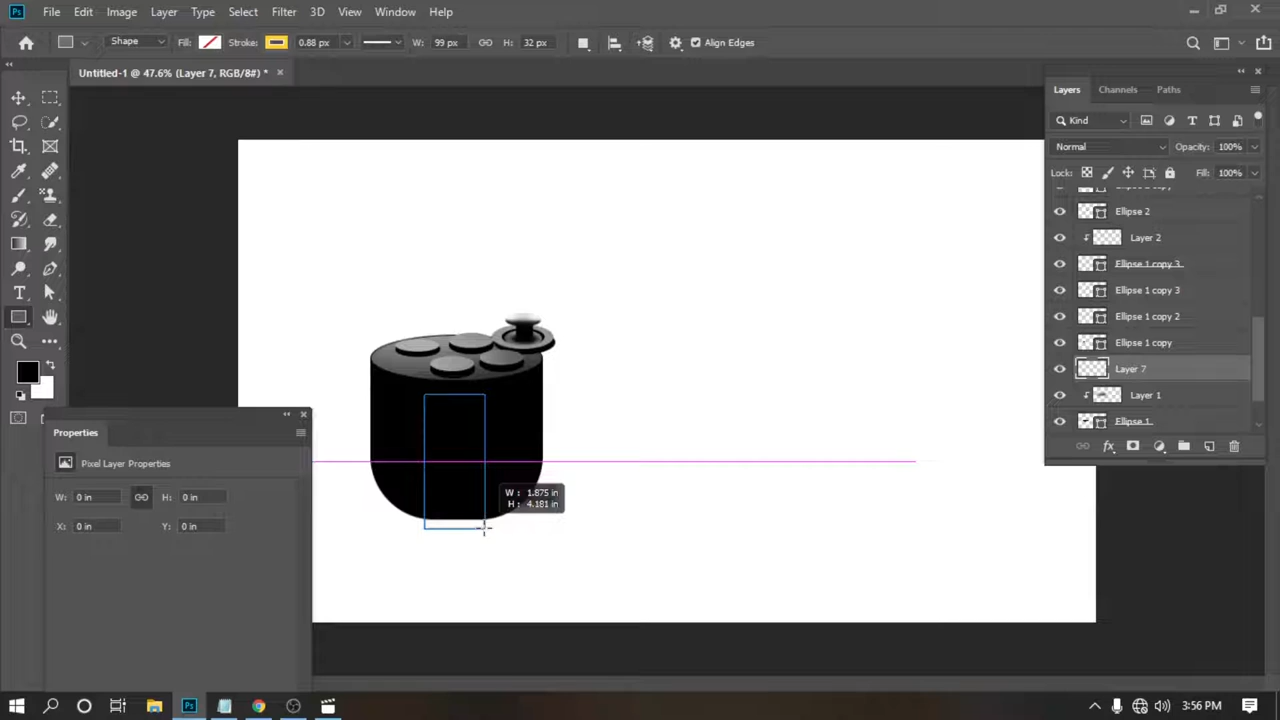 Ps File Edit Image Layer Type Select Filter 3D View Window Help
Shape Fill: Stroke: 0.88 px W: 99 px H: 32 px Align Edges
Untitled-1 @ 47.6% (Layer 7, RGB/8#) * ×
Layers Channels Paths
Kind
Normal Opacity: 100%
Lock: Fill: 100%
Ellipse 2
Layer 2
Ellipse 1 copy 3
Ellipse 1 copy 3
Ellipse 1 copy 2
Ellipse 1 copy
Layer 7
Layer 1
Ellipse 1
fx
Properties
Pixel Layer Properties
W: 0 in H: 0 in
X: 0 in Y: 0 in
W : 1.875 in
H : 4.181 in
Ps 3:56 PM